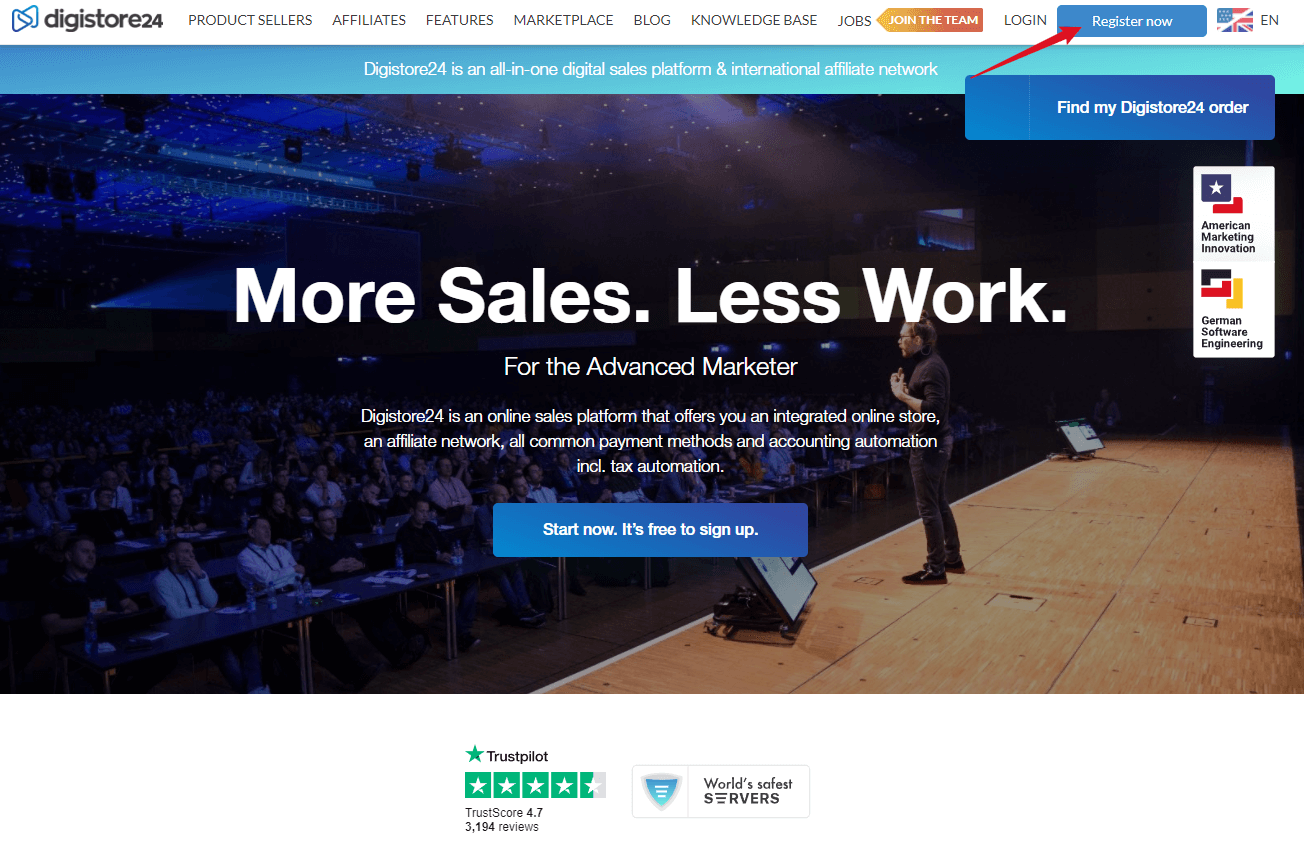 digistore24
PRODUCT SELLERS AFFILIATES FEATURES MARKETPLACE BLOG KNOWLEDGE BASE JOBS JOIN THE TEAM LOGIN Register now EN
Digistore24 is an all-in-one digital sales platform & international affiliate network
Find my Digistore24 order
American
Marketing
Innovation
German
Software
Engineering
More Sales. Less Work.
For the Advanced Marketer
Digistore24 is an online sales platform that offers you an integrated online store,
an affiliate network, all common payment methods and accounting automation
incl. tax automation.
Start now. It's free to sign up.
Trustpilot
TrustScore 4.7
3,194 reviews
World's safest
SERVERS